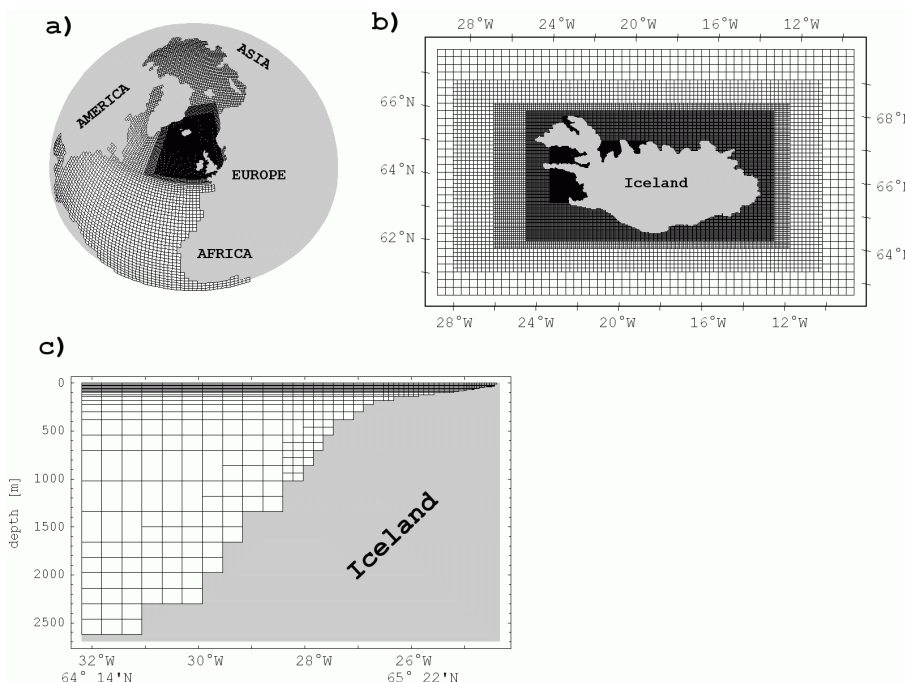 a)
ASIA
AMERICA
EUROPE
AFRICA
b)
28°W 24°W 20°W 16°W 12°W
66°N 68°N
64°N 66°N
Iceland
62°N 64°N
28°W 24°W 20°W 16°W 12°W
c)
0
500
1000
1500
2000
2500
depth [m]
Iceland
32°W 30°W 28°W 26°W
64° 14'N 65° 22'N